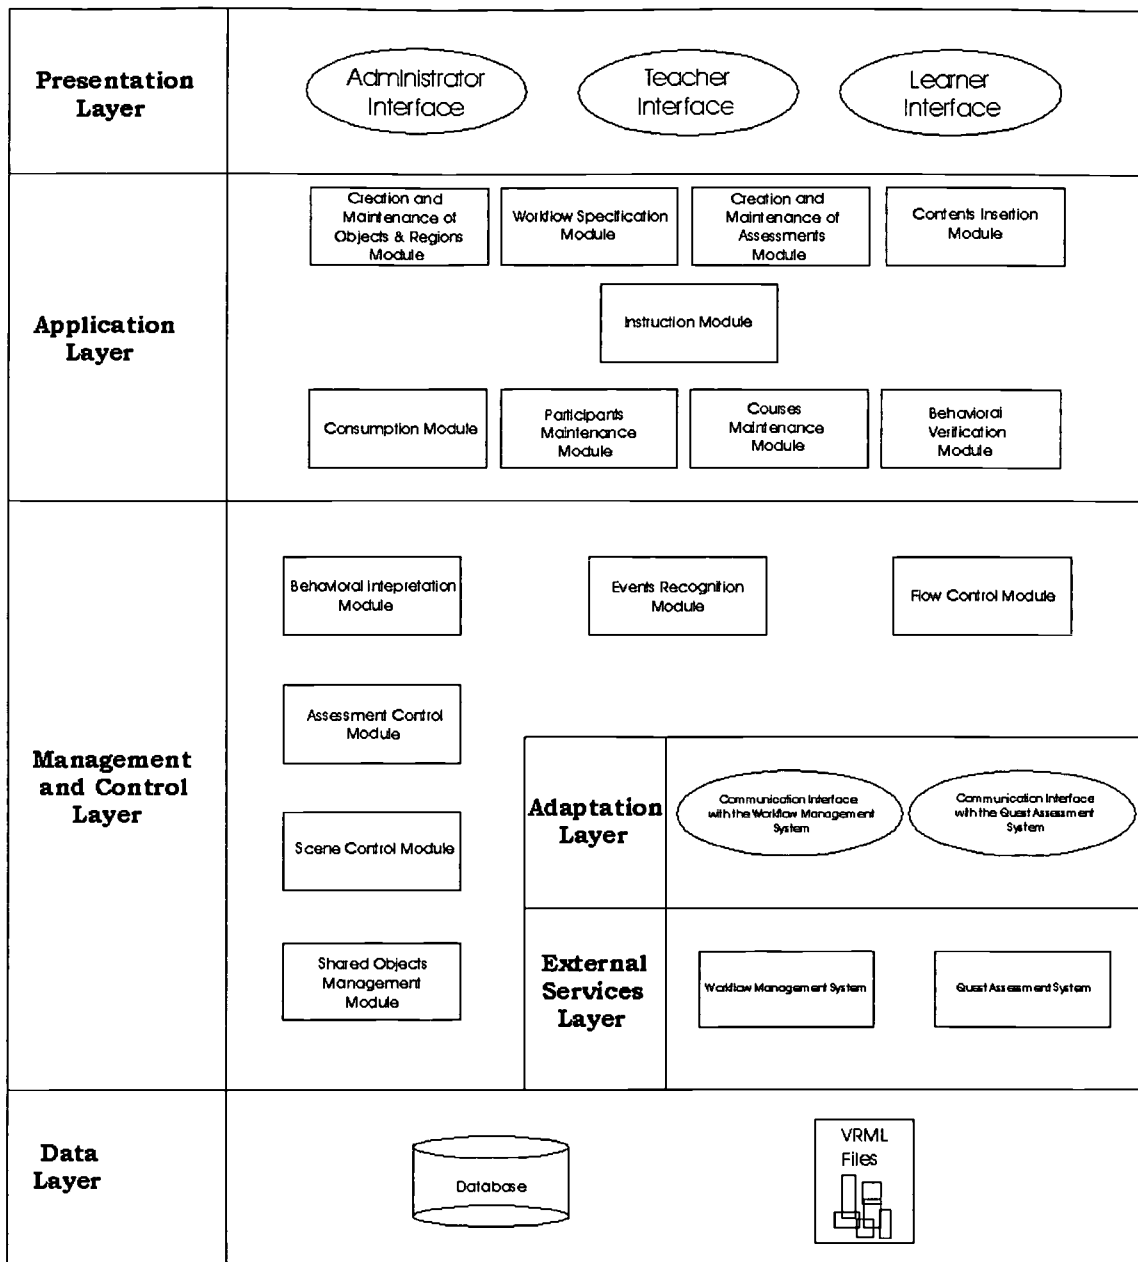 Presentation
Layer
Administrator
Interface
Teacher
Interface
Learner
Interface
Application
Layer
Creation and
Maintenance of
Objects & Regions
Module
Workflow Specification
Module
Creation and
Maintenance of
Assessments
Module
Contents Insertion
Module
Instruction Module
Consumption Module
Participants
Maintenance
Module
Courses
Maintenance
Module
Behavioral
Verification
Module
Management
and Control
Layer
Behavioral Intepretation
Module
Events Recognition
Module
Flow Control Module
Assessment Control
Module
Scene Control Module
Shared Objects
Management
Module
Adaptation
Layer
Communication Interface
with the Workflow Management
System
Communication Interface
with the Quest Assessment
System
External
Services
Layer
Workflow Management System
Quest Assessment System
Data
Layer
Database
VRML
Files